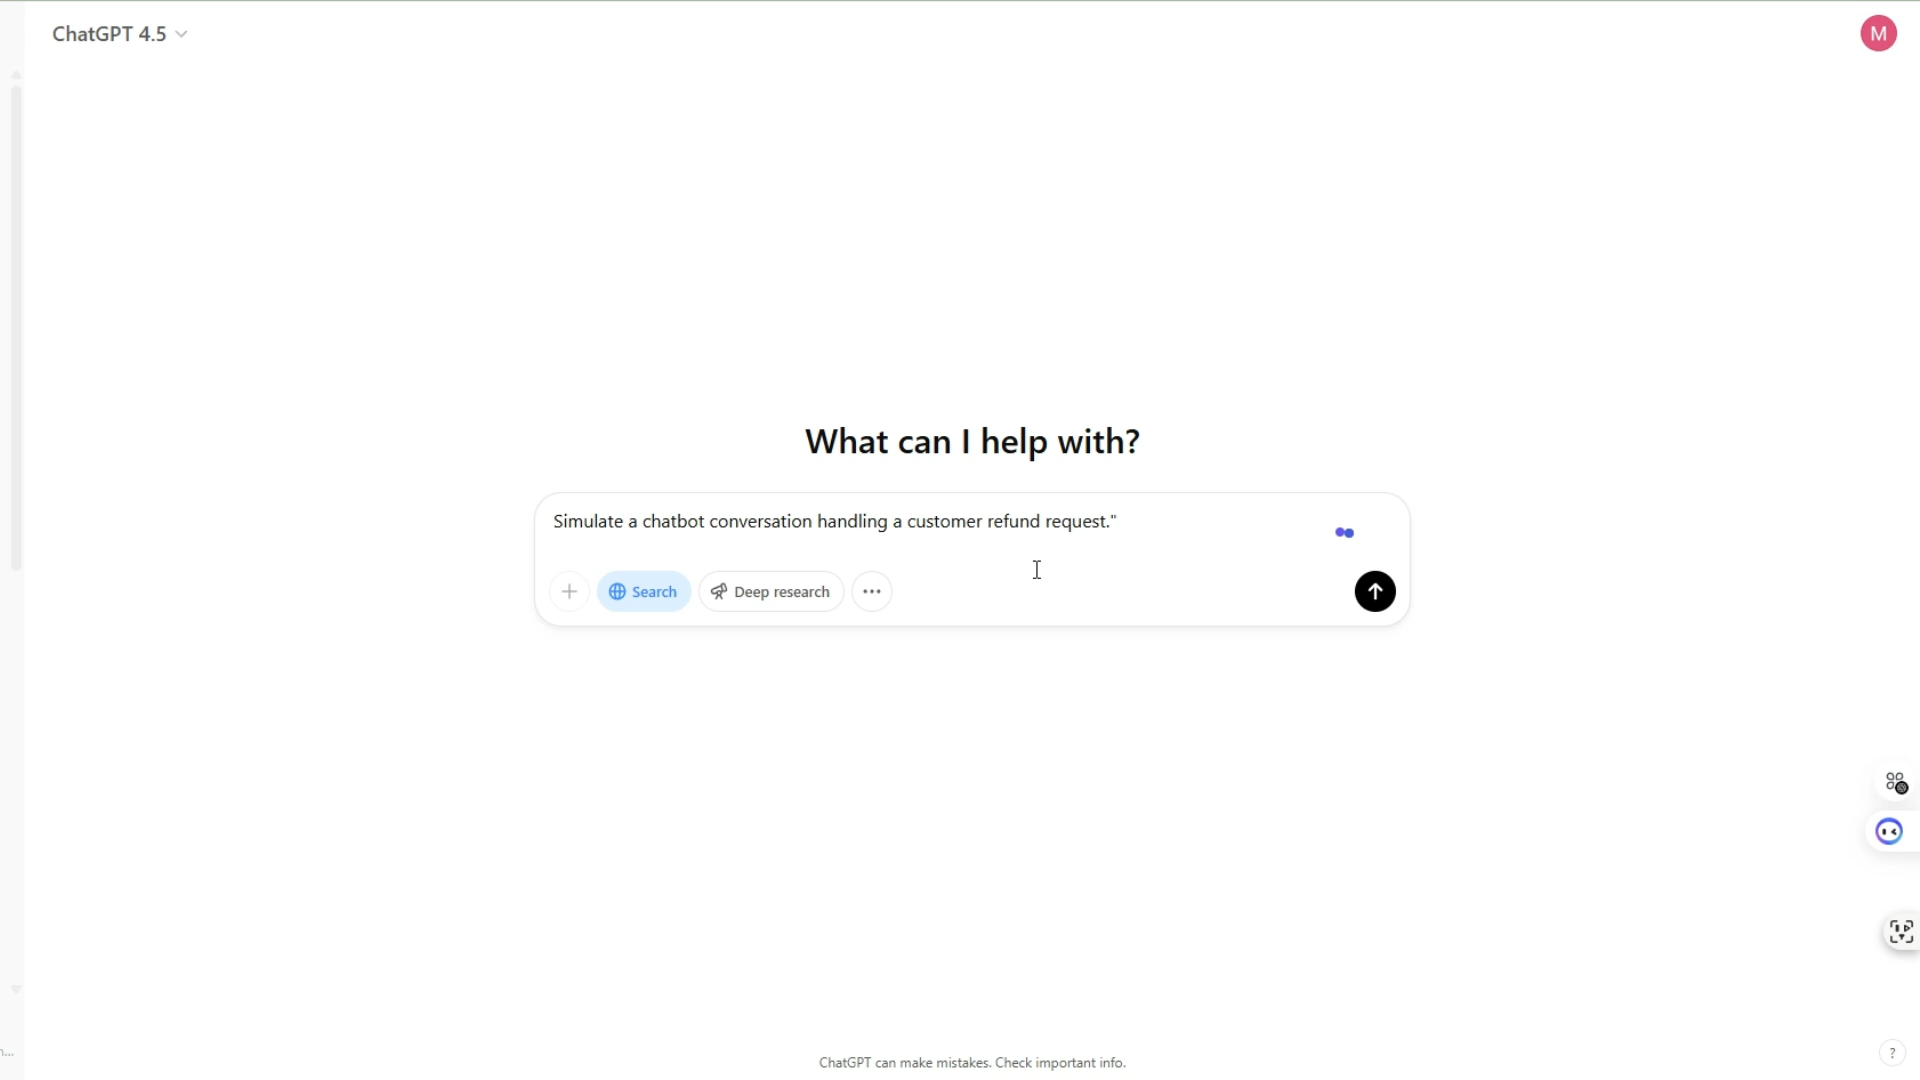 ChatGPT 4.5
M
What can I help with?
Simulate a chatbot conversation handling a customer refund request."
Search
Deep research
ChatGPT can make mistakes. Check important info.
?